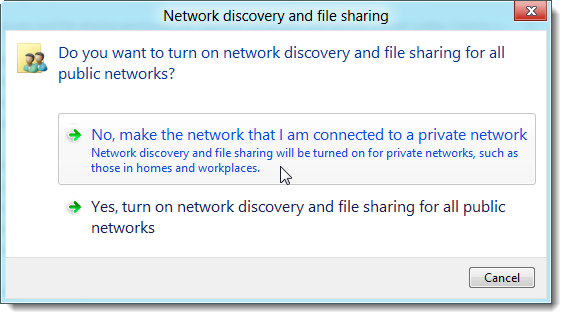 Network discovery and file sharing
Do you want to turn on network discovery and file sharing for all
public networks?
No, make the network that I am connected to a private network
Network discovery and file sharing will be turned on for private networks, such as
those in homes and workplaces.
Yes, turn on network discovery and file sharing for all public
networks
Cancel